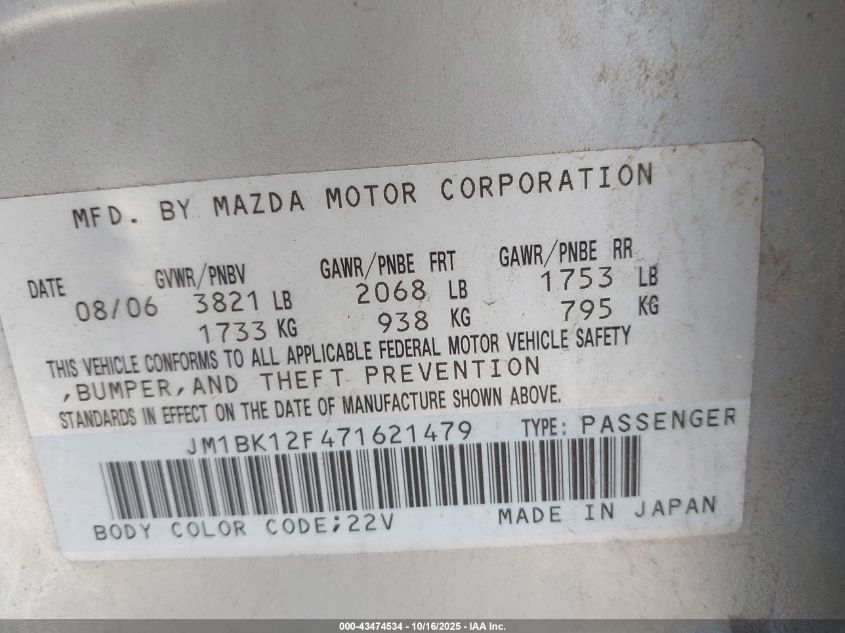 MFD. BY MAZDA MOTOR CORPORATION
DATE GVWR/PNBV GAWR/PNBE FRT GAWR/PNBE RR
08/06 3821 LB 2068 LB 1753 LB
1733 KG 938 KG 795 KG
THIS VEHICLE CONFORMS TO ALL APPLICABLE FEDERAL MOTOR VEHICLE SAFETY
,BUMPER,AND THEFT PREVENTION
STANDARDS IN EFFECT ON THE DATE OF MANUFACTURE SHOWN ABOVE.
JM1BK12F471621479 TYPE: PASSENGER
BODY COLOR CODE;22V MADE IN JAPAN
000-43474534 - 10/16/2025 - IAA Inc.